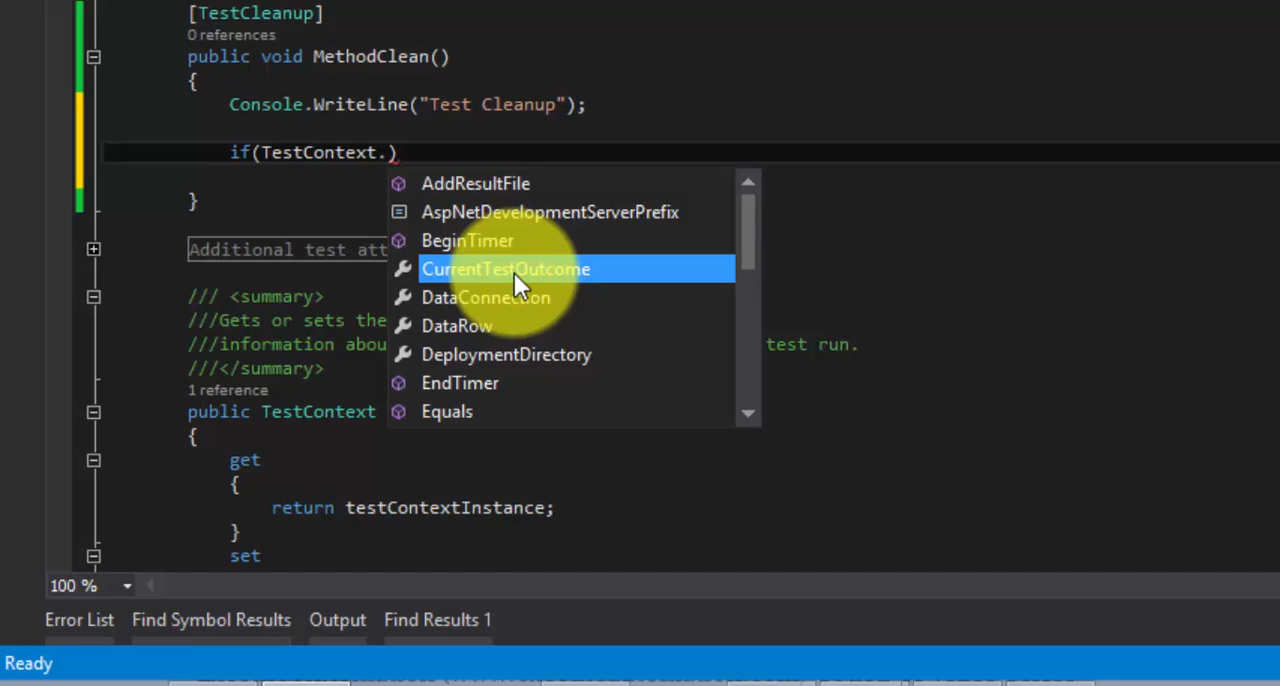 [TestCleanup]
0 references
public void MethodClean()
{
Console.WriteLine("Test Cleanup");
if(TestContext.)
AddResultFile
AspNetDevelopmentServerPrefix
}
BeginTimer
Additional test att
CurrentTestOutcome
/// <summary>
DataConnection
///Gets or sets the
DataRow
///information abou test run.
DeploymentDirectory
///</summary>
EndTimer
1 reference
public TestContext
Equals
{
get
{
return testContextInstance;
}
set
100 %
Error List Find Symbol Results Output Find Results 1
Ready